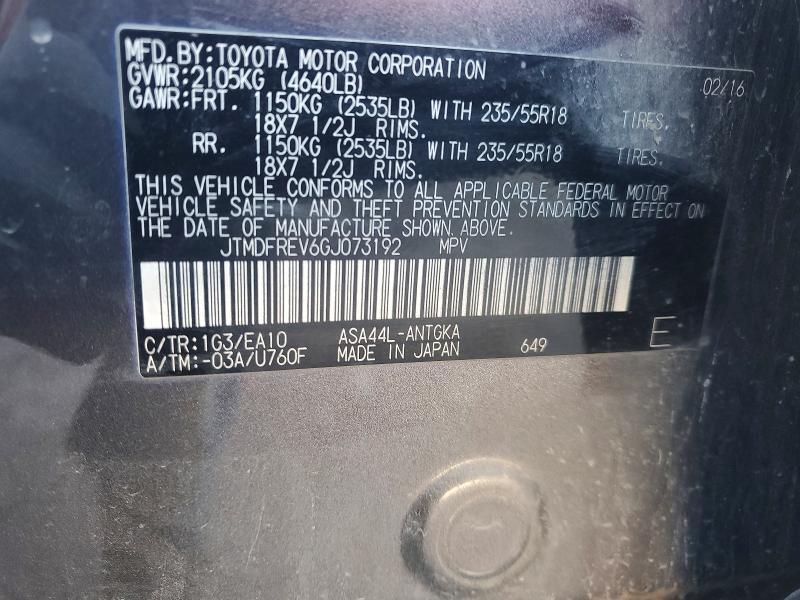 MFD.BY:TOYOTA MOTOR CORPORATION 02/16
GVWR:2105KG (4640LB)
GAWR:FRT. 1150KG (2535LB) WITH 235/55R18 TIRES.
18X7 1/2J RIMS.
RR. 1150KG (2535LB) WITH 235/55R18 TIRES.
18X7 1/2J RIMS.
THIS VEHICLE CONFORMS TO ALL APPLICABLE FEDERAL MOTOR
VEHICLE SAFETY AND THEFT PREVENTION STANDARDS IN EFFECT ON
THE DATE OF MANUFACTURE SHOWN ABOVE.
JTMDFREV6GJ073192 MPV
C/TR:1G3/EA10 ASA44L-ANTGKA E
A/TM:-03A/U760F MADE IN JAPAN 649